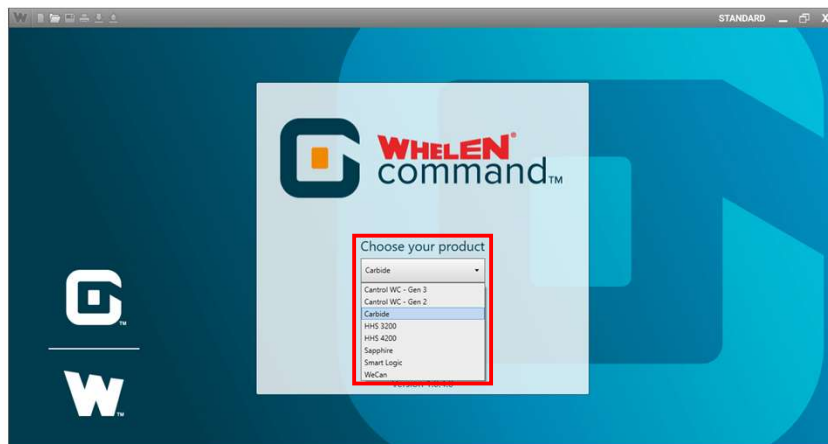 W STANDARD X
WHELEN®
command™
Choose your product
Carbide
Cantrol WC - Gen 3
Cantrol WC - Gen 2
Carbide
HHS 3200
HHS 4200
Sapphire
Smart Logic
WeCan
TM
W
TM